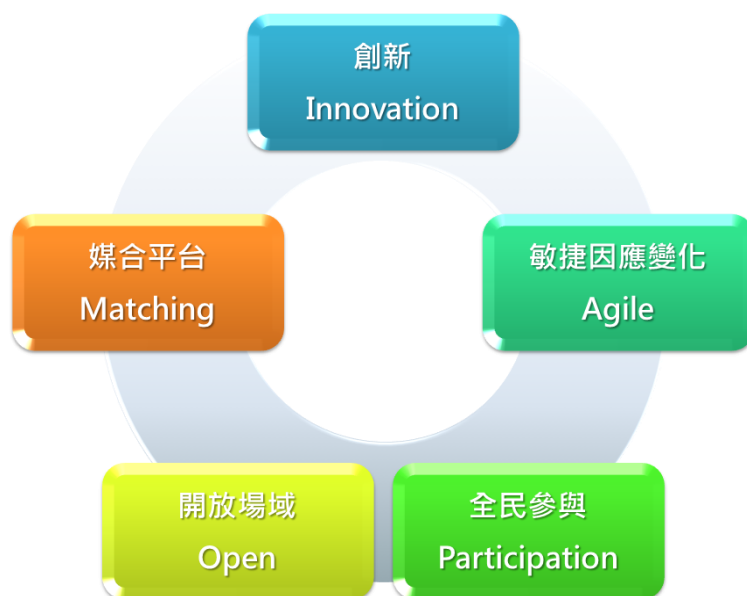 創新
Innovation
媒合平台
Matching
敏捷因應變化
Agile
開放場域
Open
全民參與
Participation